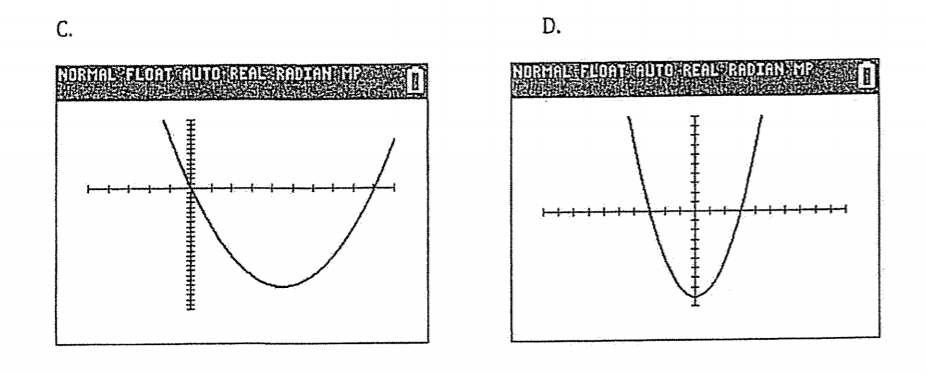 C.
D.
NORMAL FLOAT AUTO REAL RADIAN MP
NORMAL FLOAT AUTO REAL RADIAN MP